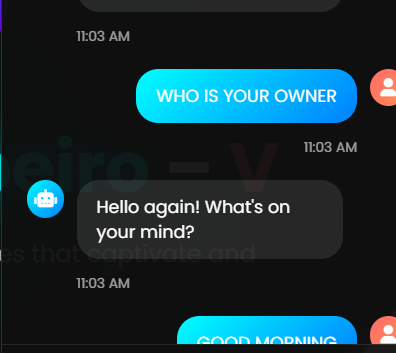 11:03 AM
WHO IS YOUR OWNER
11:03 AM
eiro – V
Hello again! What's on
your mind?
es that captivate and
11:03 AM
GOOD MORNING